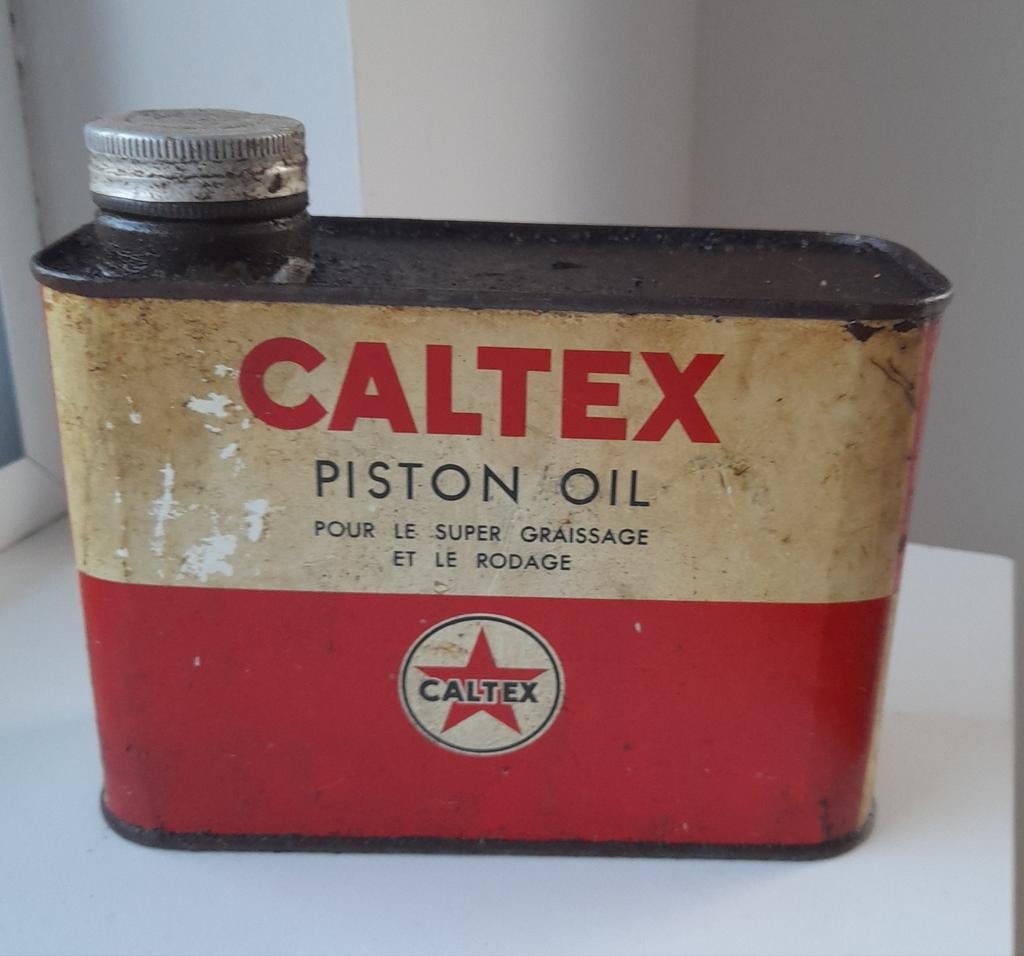 CALTEX
PISTON OIL
POUR LE SUPER GRAISSAGE
ET LE RODAGE
CALTEX